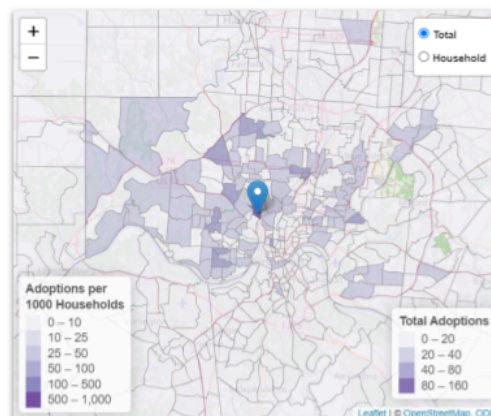 +
−
Total
Household
Adoptions per
1000 Households
0 – 10
10 – 25
25 – 50
50 – 100
100 – 500
500 – 1,000
Total Adoptions
0 – 20
20 – 40
40 – 80
80 – 160
Leaflet | © OpenStreetMap, OD